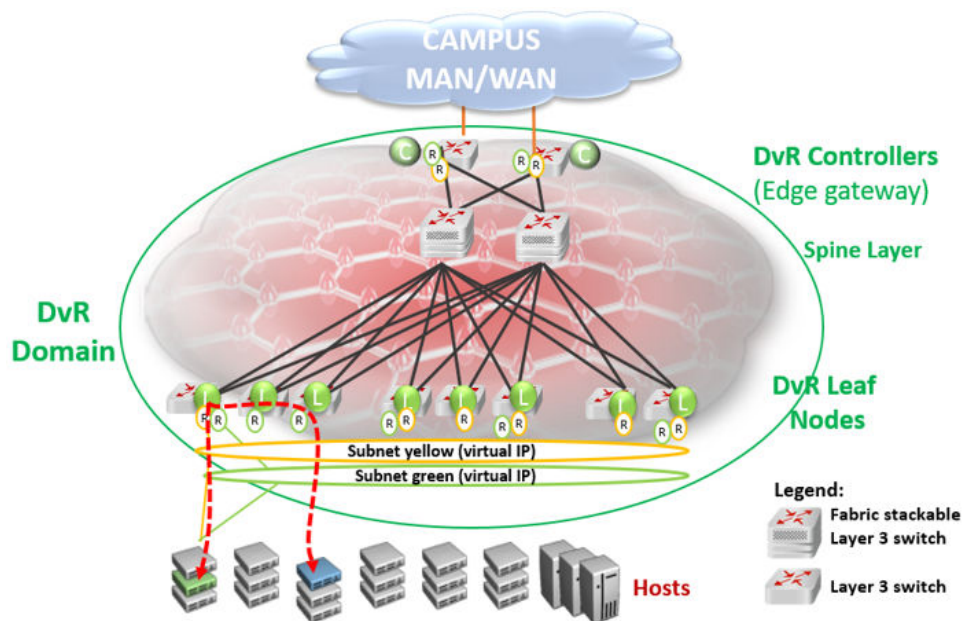 CAMPUS
MAN/WAN
C
R
R
R
R
C
DvR Controllers
(Edge gateway)
Spine Layer
DvR
Domain
DvR Leaf
Nodes
L
L
L
L
L
L
L
L
R
R
R
R
R
R
R
R
R
R
R
R
Subnet yellow (virtual IP)
Subnet green (virtual IP)
Hosts
Legend:
Fabric stackable
Layer 3 switch
Layer 3 switch